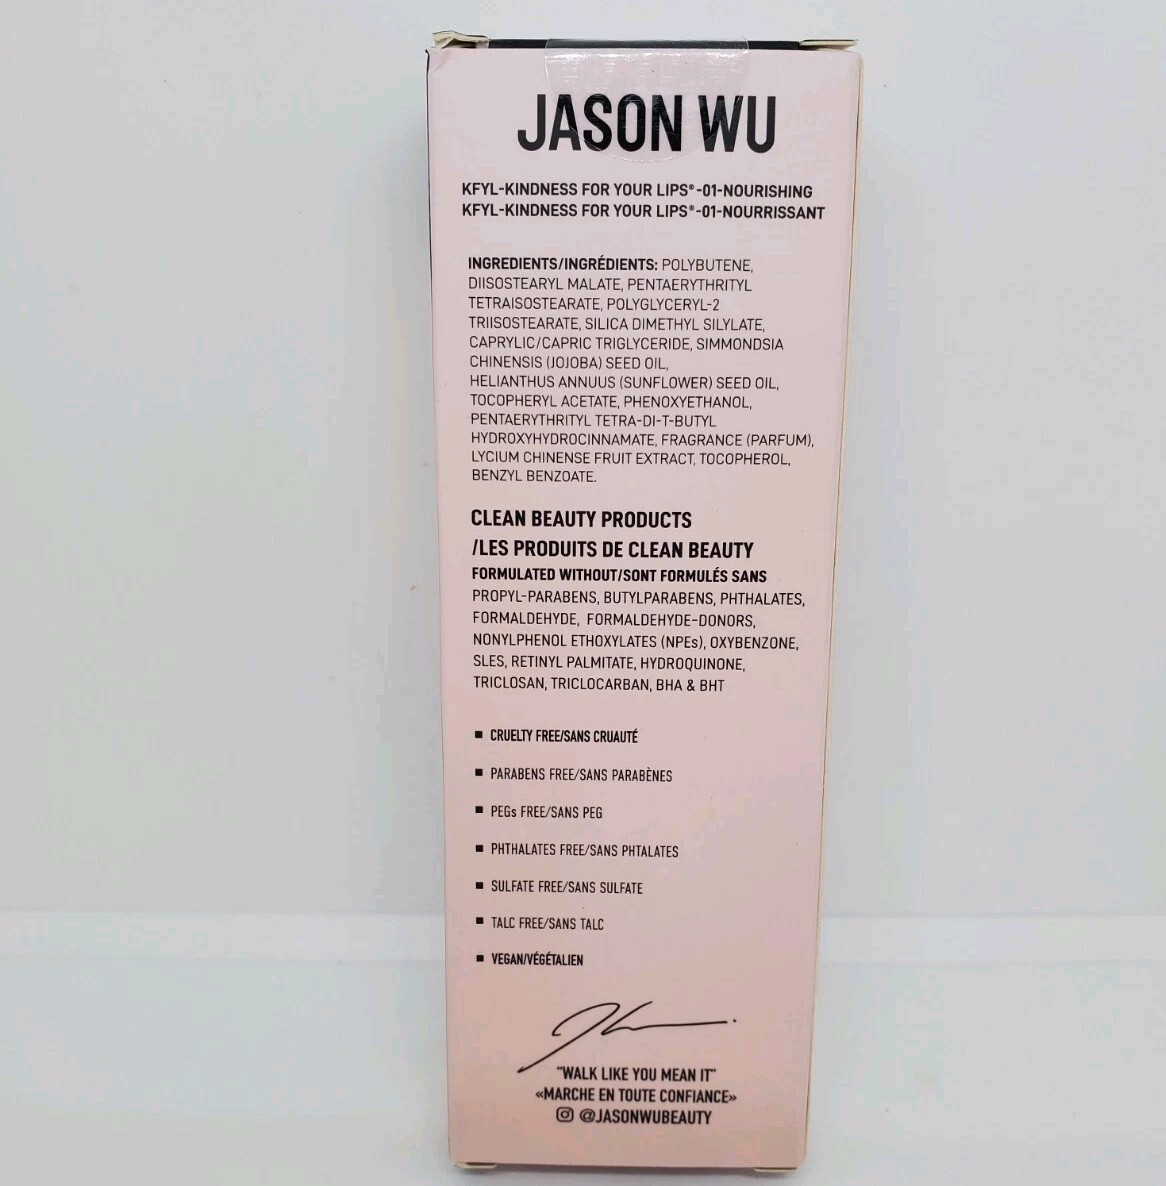 JASON WU
KFYL-KINDNESS FOR YOUR LIPS®-01-NOURISHING
KFYL-KINDNESS FOR YOUR LIPS®-01-NOURRISSANT
INGREDIENTS/INGRÉDIENTS: POLYBUTENE,
DIISOSTEARYL MALATE, PENTAERYTHRITYL
TETRAISOSTEARATE, POLYGLYCERYL-2
TRIISOSTEARATE, SILICA DIMETHYL SILYLATE,
CAPRYLIC/CAPRIC TRIGLYCERIDE, SIMMONDSIA
CHINENSIS (JOJOBA) SEED OIL,
HELIANTHUS ANNUUS (SUNFLOWER) SEED OIL,
TOCOPHERYL ACETATE, PHENOXYETHANOL,
PENTAERYTHRITYL TETRA-DI-T-BUTYL
HYDROXYHYDROCINNAMATE, FRAGRANCE (PARFUM),
LYCIUM CHINENSE FRUIT EXTRACT, TOCOPHEROL,
BENZYL BENZOATE.
CLEAN BEAUTY PRODUCTS
/LES PRODUITS DE CLEAN BEAUTY
FORMULATED WITHOUT/SONT FORMULÉS SANS
PROPYL-PARABENS, BUTYLPARABENS, PHTHALATES,
FORMALDEHYDE, FORMALDEHYDE-DONORS,
NONYLPHENOL ETHOXYLATES (NPEs), OXYBENZONE,
SLES, RETINYL PALMITATE, HYDROQUINONE,
TRICLOSAN, TRICLOCARBAN, BHA & BHT
▪ CRUELTY FREE/SANS CRUAUTÉ
▪ PARABENS FREE/SANS PARABÈNES
▪ PEGs FREE/SANS PEG
▪ PHTHALATES FREE/SANS PHTALATES
▪ SULFATE FREE/SANS SULFATE
▪ TALC FREE/SANS TALC
▪ VEGAN/VÉGÉTALIEN
"WALK LIKE YOU MEAN IT"
«MARCHE EN TOUTE CONFIANCE»
@JASONWUBEAUTY